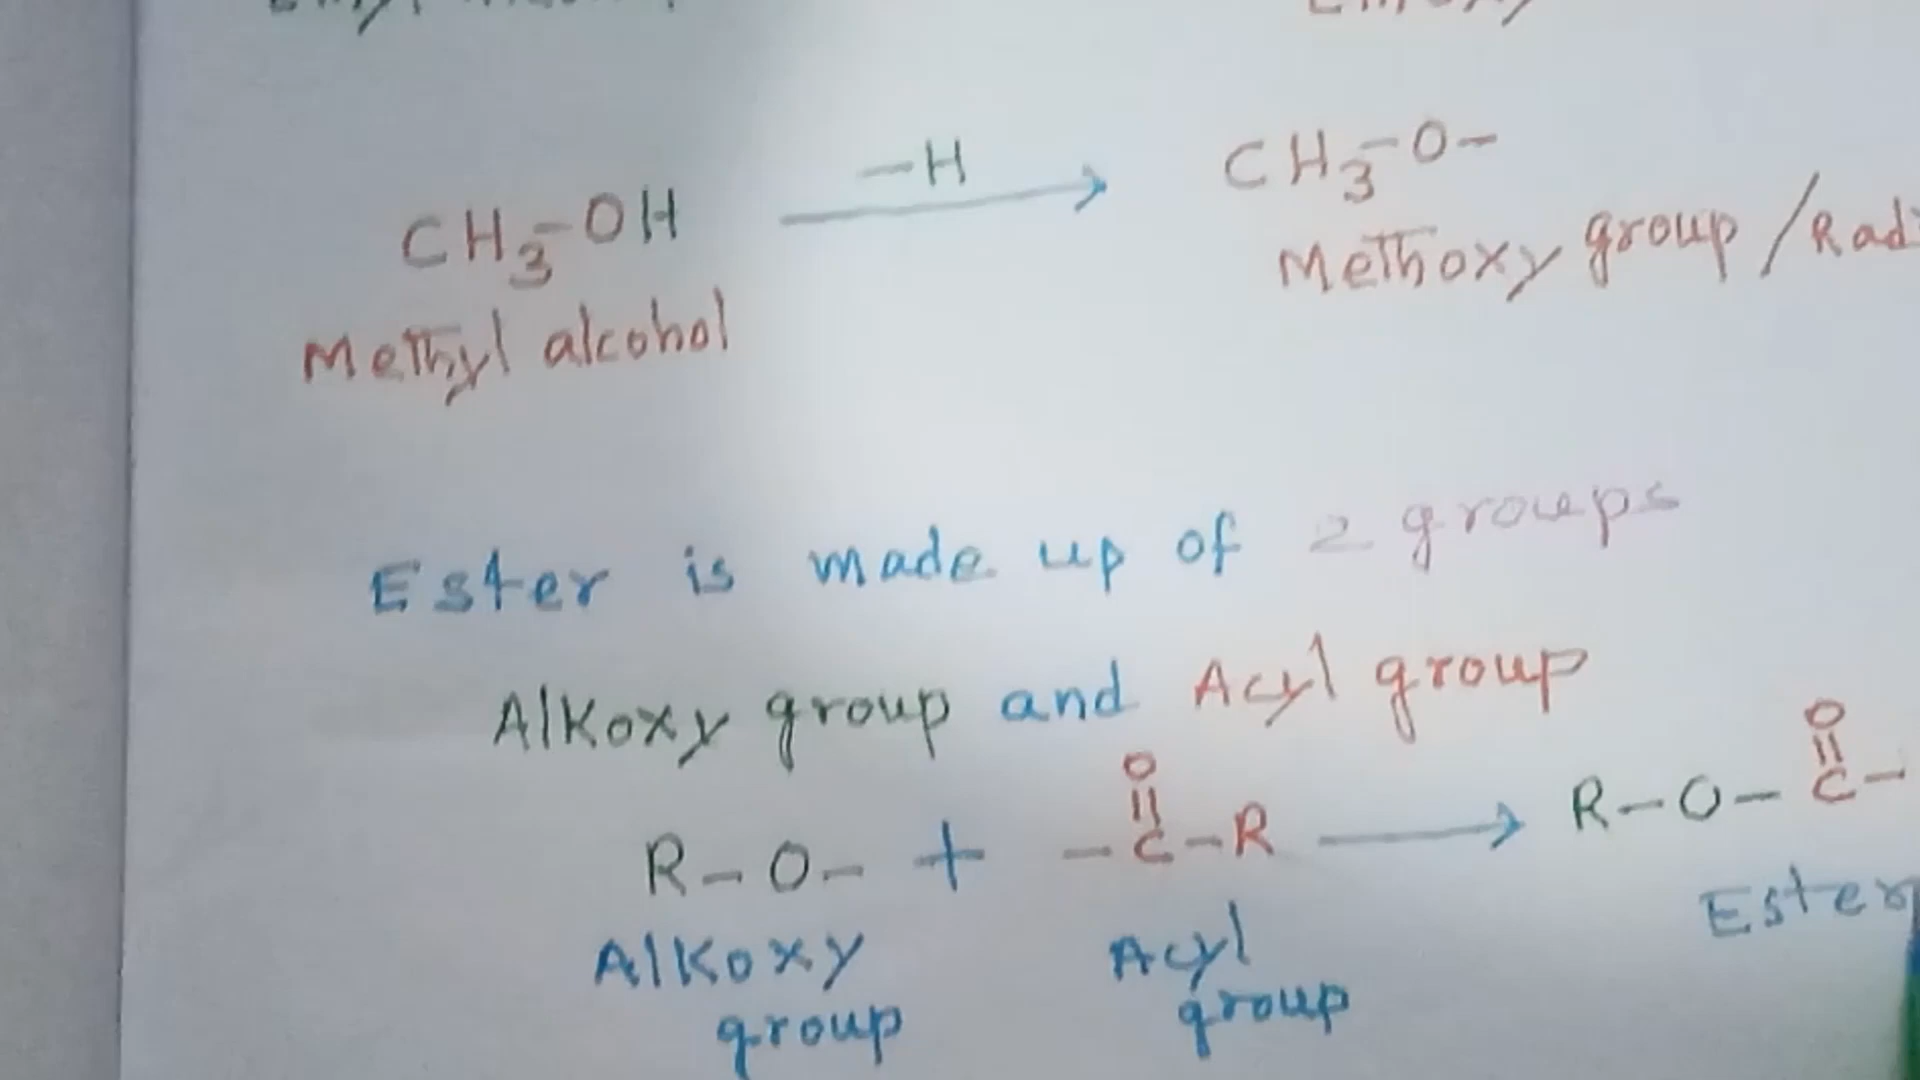 —H
CH3-OH → CH3-O-
Methyl alcohol Methoxy group /
Ester is made up of 2 groups
Alkoxy group and Acyl group
O O
|| ||
R-O- + -C-R → R-O-C-
Alkoxy group Acyl group Ester